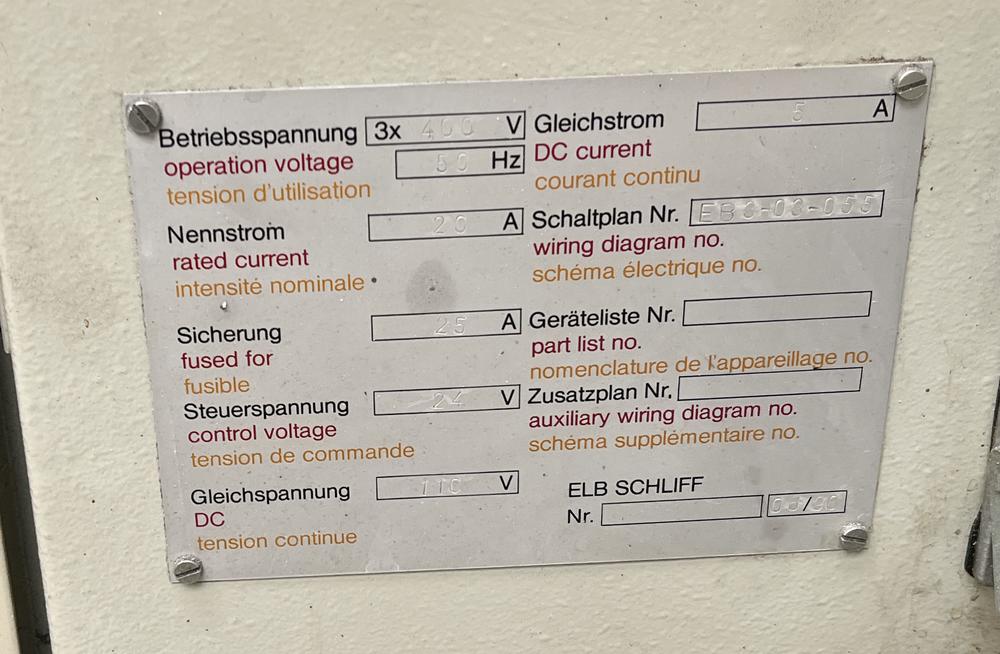 Betriebsspannung 3x 400 V
50 Hz
operation voltage
tension d'utilisation
Nennstrom 20 A
rated current
intensité nominale
Sicherung 25 A
fused for
fusible
Steuerspannung 24 V
control voltage
tension de commande
Gleichspannung 110 V
DC
tension continue
Gleichstrom 5 A
DC current
courant continu
Schaltplan Nr.
wiring diagram no.
schéma électrique no.
Geräteliste Nr.
part list no.
nomenclature de l'appareillage no.
Zusatzplan Nr.
auxiliary wiring diagram no.
schéma supplémentaire no.
ELB SCHLIFF
Nr.